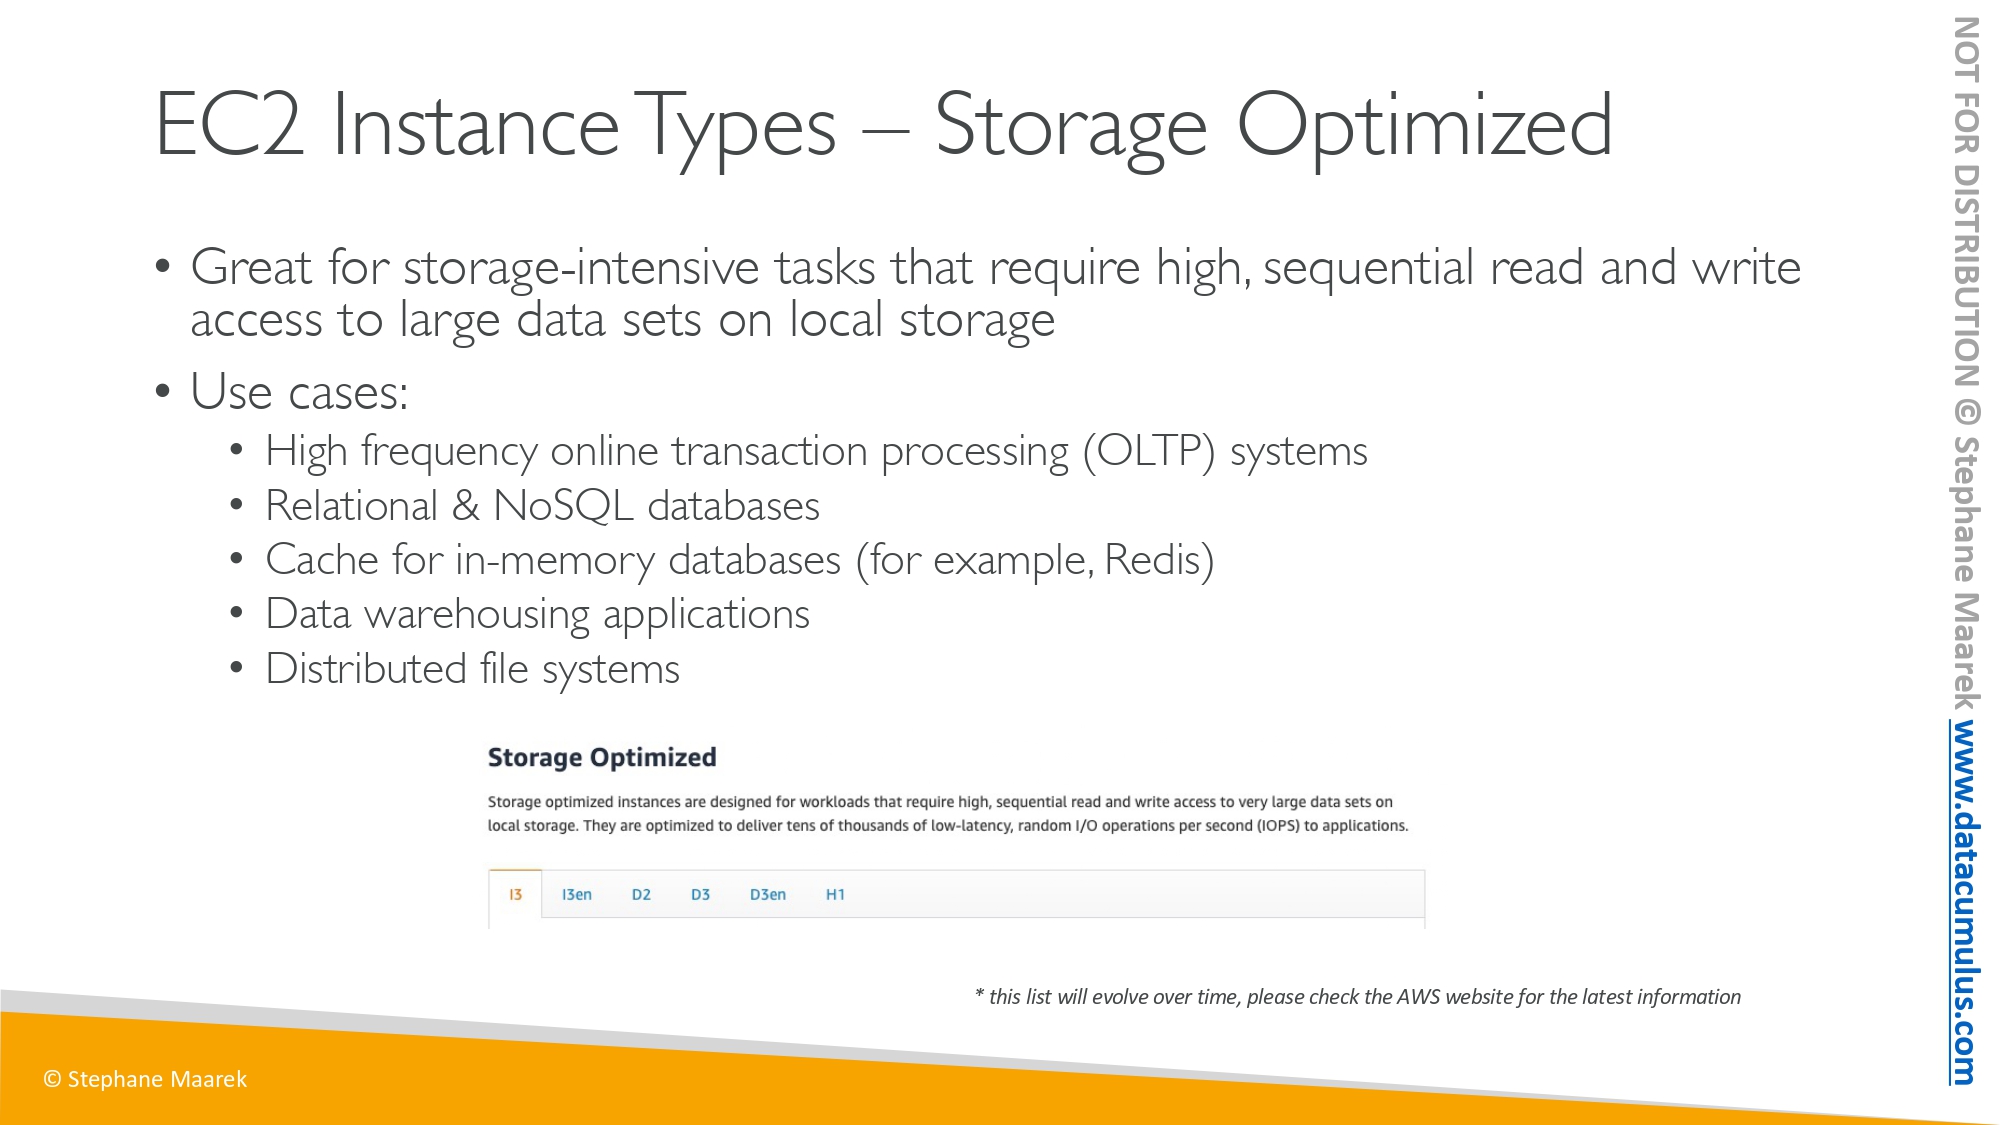 EC2 Instance Types – Storage Optimized
• Great for storage-intensive tasks that require high, sequential read and write
access to large data sets on local storage
• Use cases:
• High frequency online transaction processing (OLTP) systems
• Relational & NoSQL databases
• Cache for in-memory databases (for example, Redis)
• Data warehousing applications
• Distributed file systems
Storage Optimized
Storage optimized instances are designed for workloads that require high, sequential read and write access to very large data sets on
local storage. They are optimized to deliver tens of thousands of low-latency, random I/O operations per second (IOPS) to applications.
I3 I3en D2 D3 D3en H1
* this list will evolve over time, please check the AWS website for the latest information
© Stephane Maarek
NOT FOR DISTRIBUTION © Stephane Maarek www.datacumulus.com